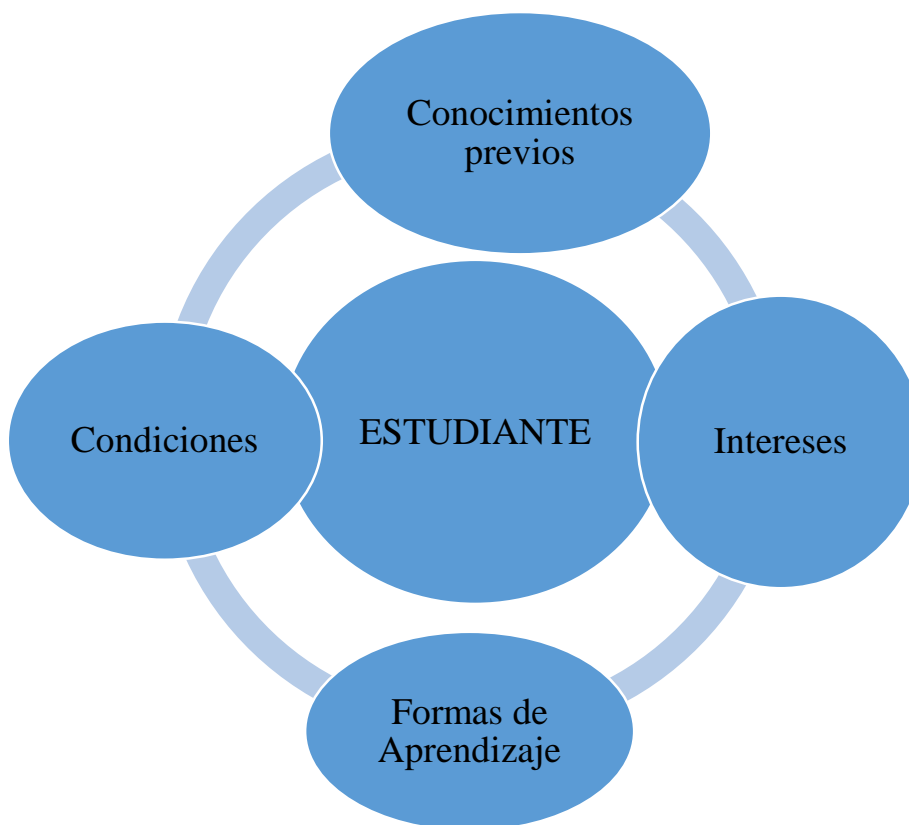 Conocimientos
previos
Condiciones
ESTUDIANTE
Intereses
Formas de
Aprendizaje